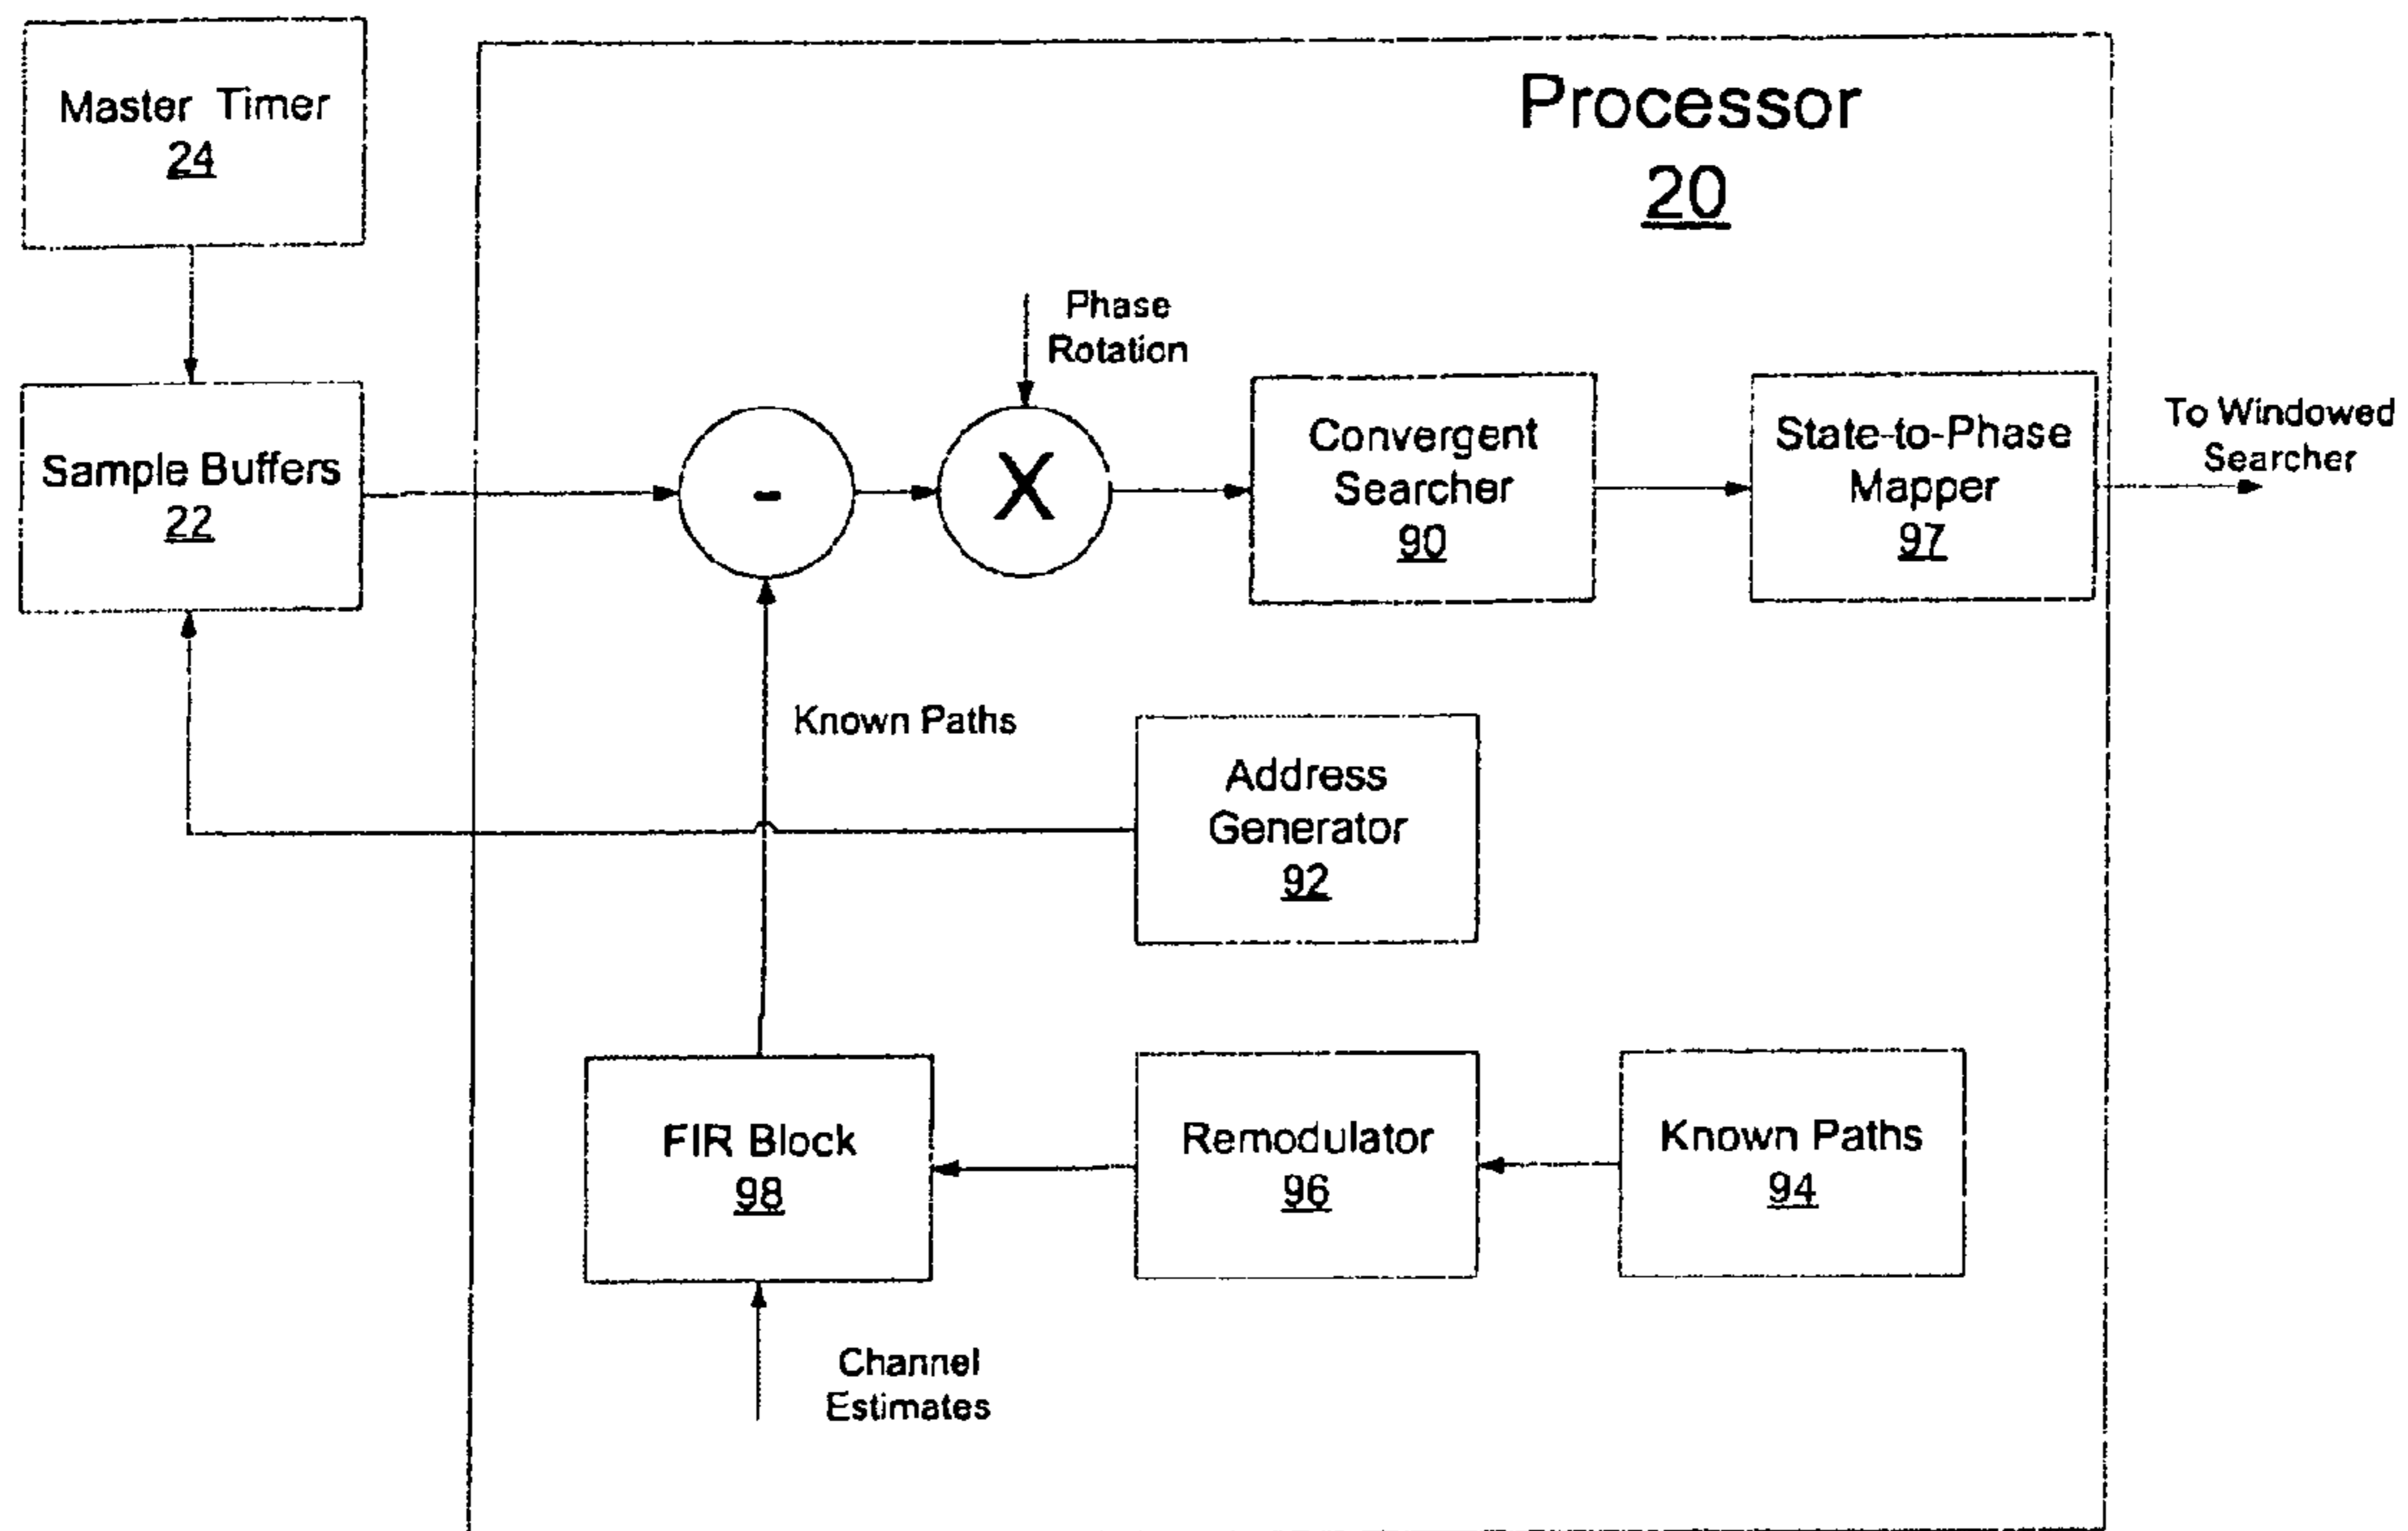 Master Timer
24
Processor
20
Phase
Rotation
Sample Buffers
22
-
X
Convergent
Searcher
90
State-to-Phase
Mapper
97
To Windowed
Searcher
Known Paths
Address
Generator
92
FIR Block
98
Remodulator
96
Known Paths
94
Channel
Estimates